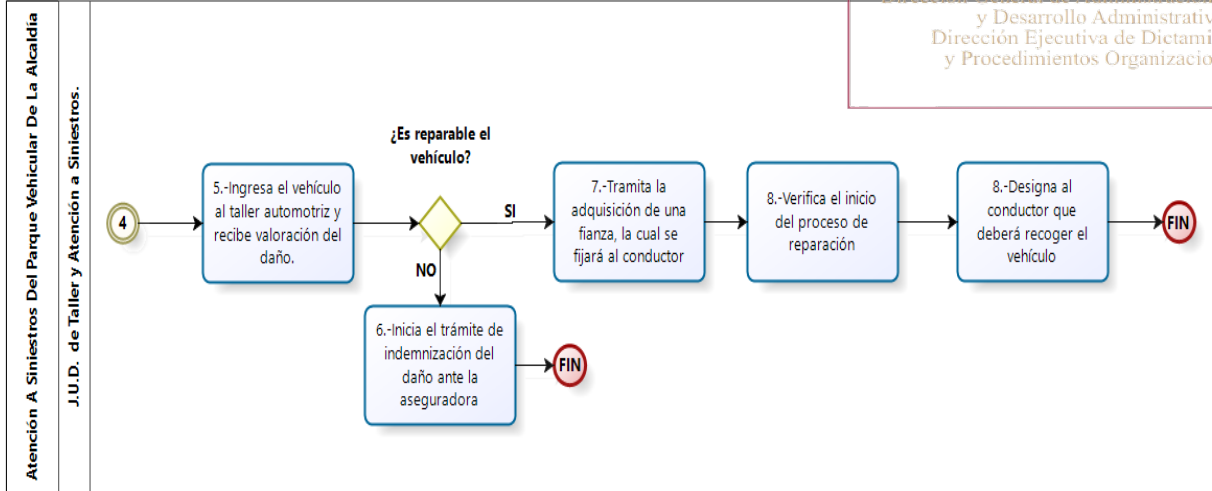 Atención A Siniestros Del Parque Vehicular De La Alcaldía
J.U.D. de Taller y Atención a Siniestros.
y Desarrollo Administrativ
Dirección Ejecutiva de Dictami
y Procedimientos Organizacio
4
5.-Ingresa el vehículo
al taller automotriz y
recibe valoración del
daño.
¿Es reparable el
vehículo?
SI
NO
7.-Tramita la
adquisición de una
fianza, la cual se
fijará al conductor
8.-Verifica el inicio
del proceso de
reparación
8.-Designa al
conductor que
deberá recoger el
vehículo
FIN
6.-Inicia el trámite de
indemnización del
daño ante la
aseguradora
FIN